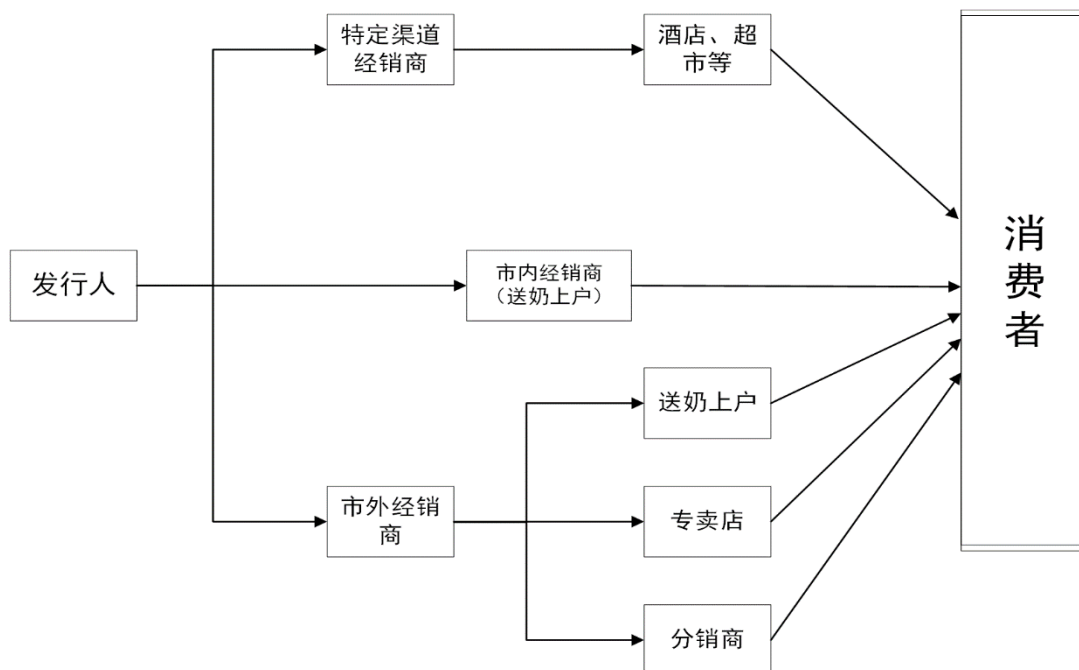 特定渠道
经销商
酒店、超
市等
发行人
市内经销商
（送奶上户）
消
费
者
送奶上户
市外经销
商
专卖店
分销商